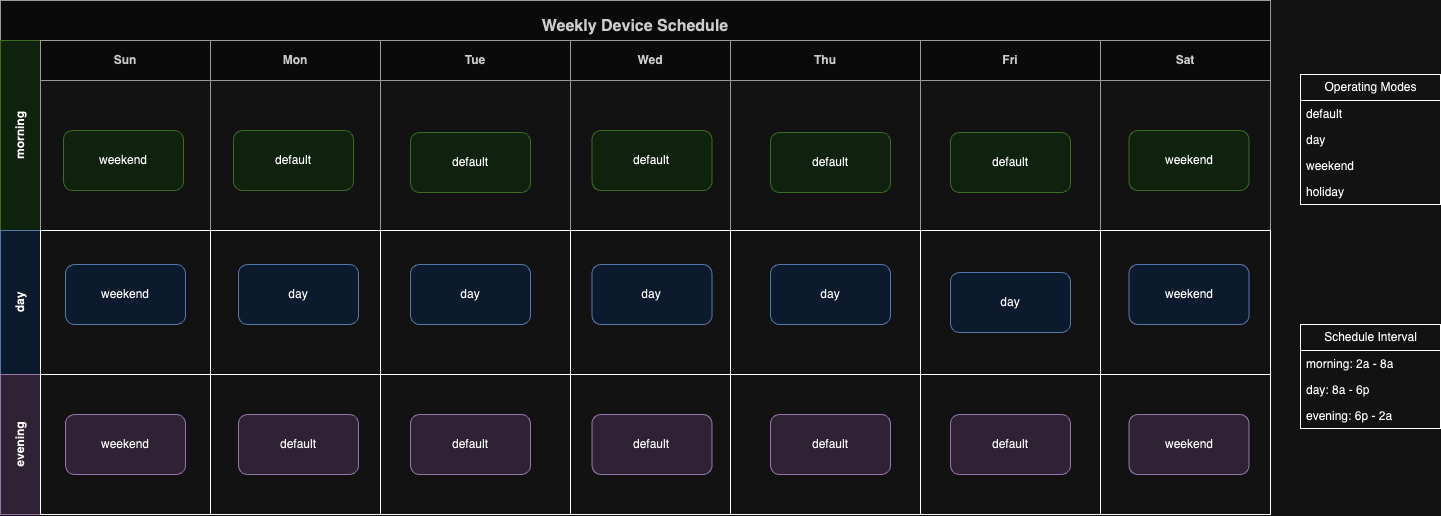 Weekly Device Schedule
Sun Mon Tue Wed Thu Fri Sat
morning
weekend default default default default default weekend
day
weekend day day day day day weekend
evening
weekend default default default default default weekend
Operating Modes
default
day
weekend
holiday
Schedule Interval
morning: 2a - 8a
day: 8a - 6p
evening: 6p - 2a